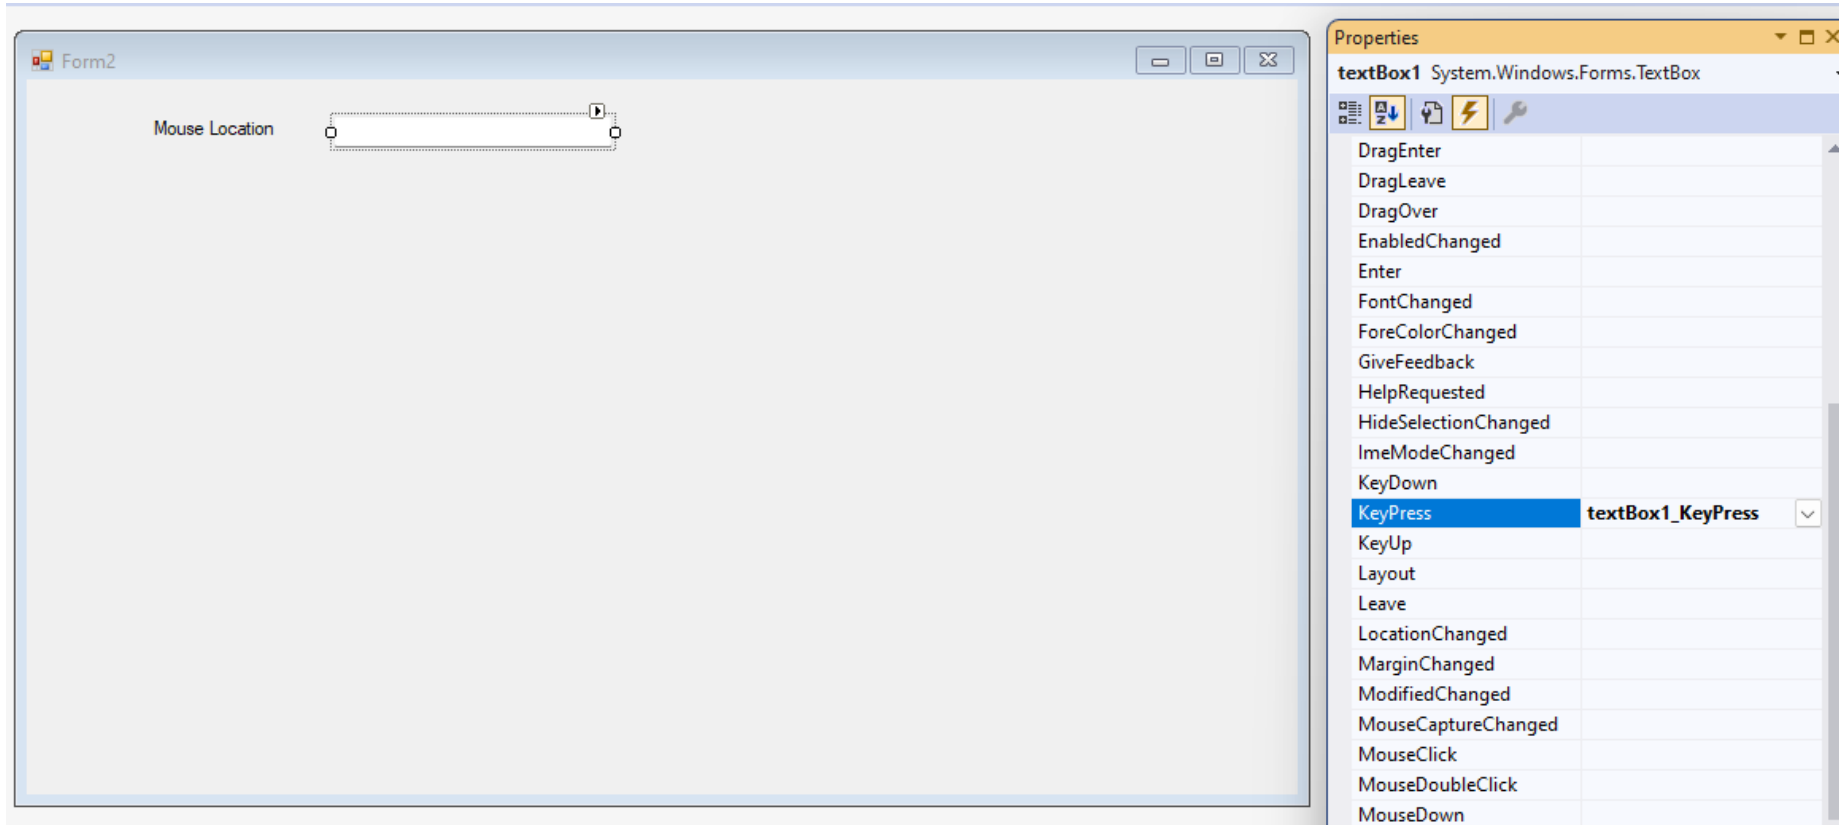 Form2
Mouse Location
Properties
textBox1 System.Windows.Forms.TextBox
DragEnter
DragLeave
DragOver
EnabledChanged
Enter
FontChanged
ForeColorChanged
GiveFeedback
HelpRequested
HideSelectionChanged
ImeModeChanged
KeyDown
KeyPress textBox1_KeyPress
KeyUp
Layout
Leave
LocationChanged
MarginChanged
ModifiedChanged
MouseCaptureChanged
MouseClick
MouseDoubleClick
MouseDown